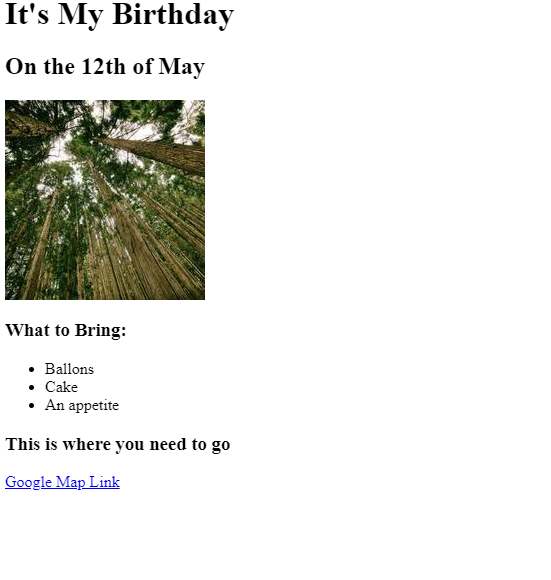 It's My Birthday
On the 12th of May
What to Bring:
Ballons
Cake
An appetite
This is where you need to go
Google Map Link